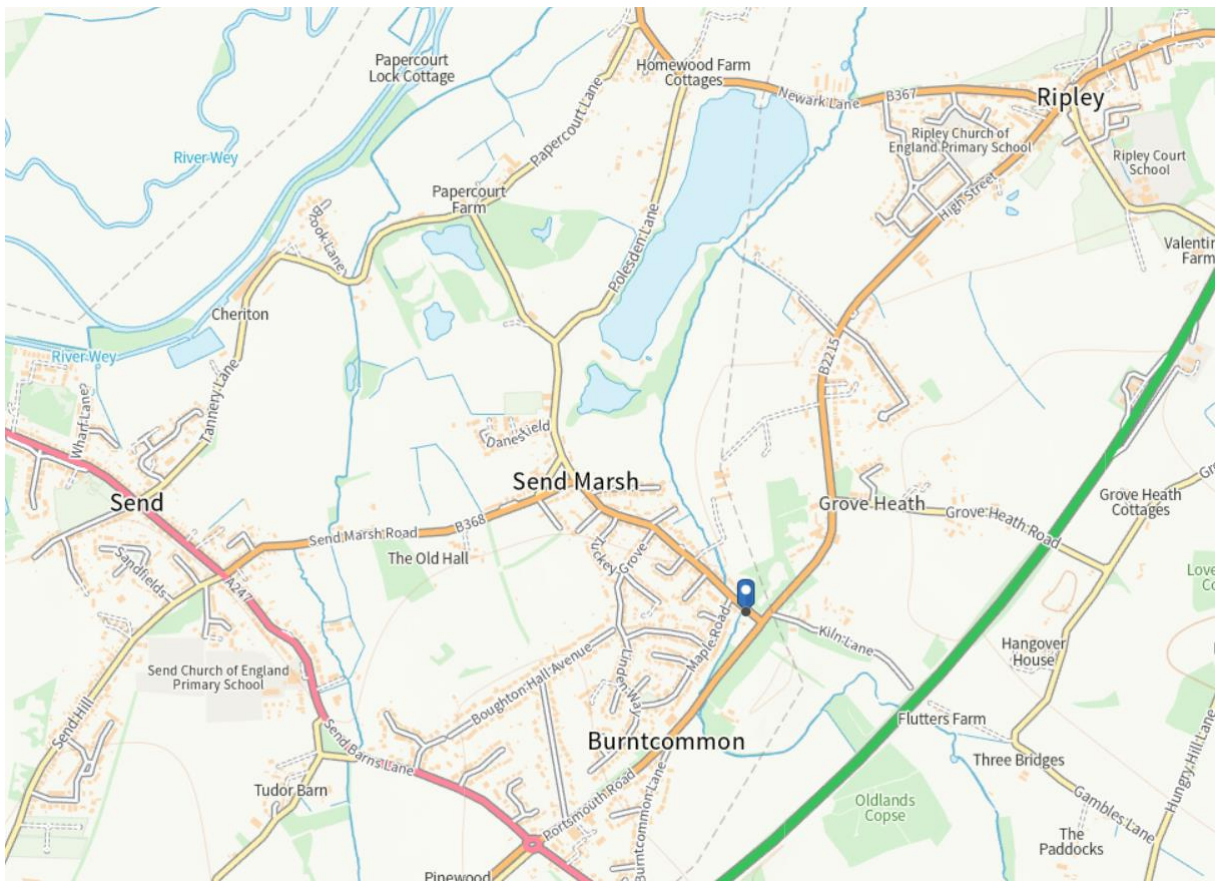 Papercourt
Lock Cottage
Homewood Farm
Cottages
Newark Lane
B367
Ripley
Papercourt Lane
River Wey
Ripley Church of
England Primary School
Ripley Court
School
Papercourt
Farm
Brook Lane
Polesden Lane
High Street
Cheriton
River Wey
Tannery Lane
Wharf Lane
B2215
Danesfield
Send Marsh
Send
Grove Heath
Grove Heath
Cottages
Grove Heath Road
Send Marsh Road
B368
The Old Hall
Sandfields
A247
Grove
Maple Road
Kiln Lane
Hangover
House
Send Church of England
Primary School
Boughton Hall Avenue
Linden Way
Send Hill
Flutters Farm
Send Barns Lane
Burntcommon
Three Bridges
Hungry Hill Lane
Tudor Barn
Portsmouth Road
Burntcommon Lane
Oldlands
Copse
Gambles Lane
The
Paddocks
Pinewood